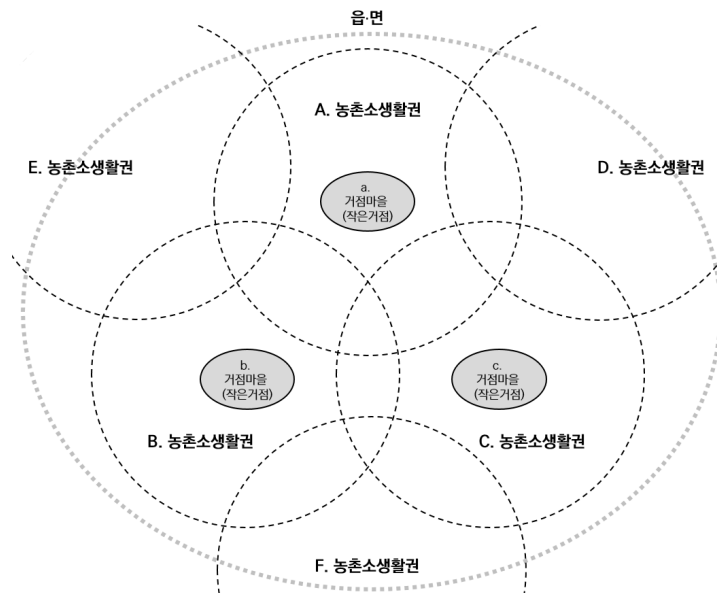 읍·면
A. 농촌소생활권
E. 농촌소생활권
D. 농촌소생활권
a.
거점마을
(작은거점)
b.
거점마을
(작은거점)
c.
거점마을
(작은거점)
B. 농촌소생활권
C. 농촌소생활권
F. 농촌소생활권